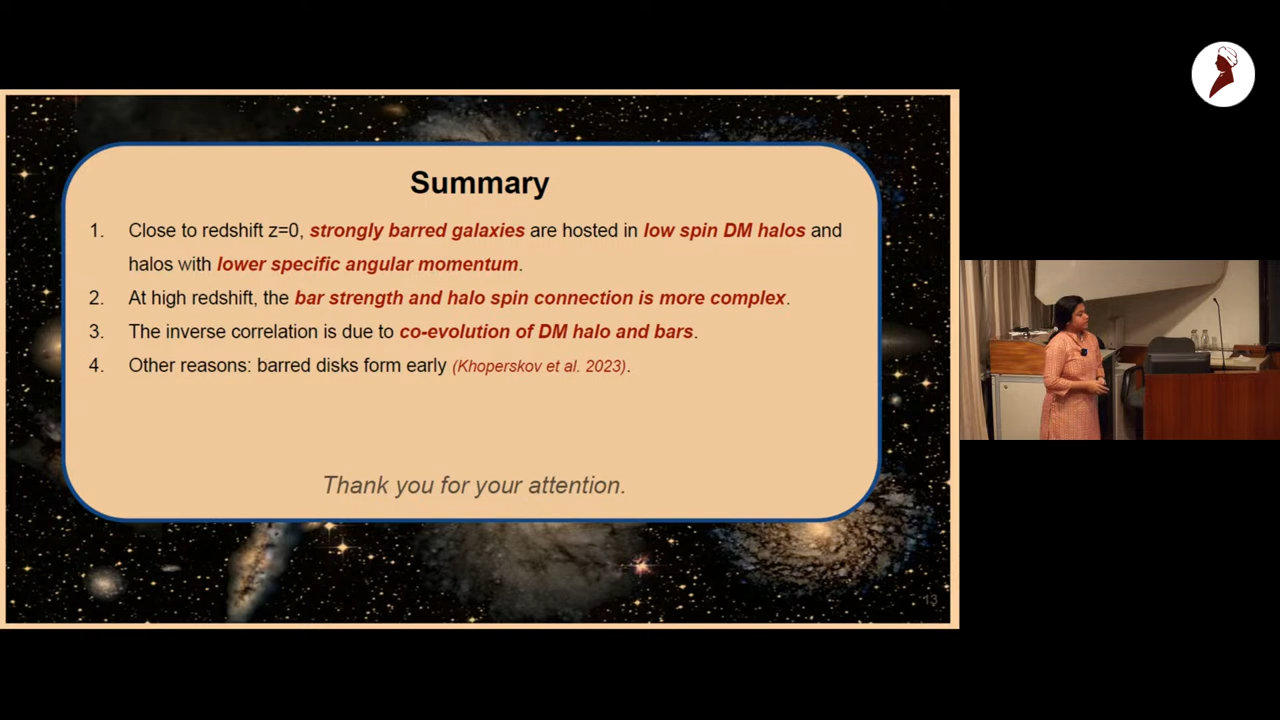 Summary
1. Close to redshift z=0, strongly barred galaxies are hosted in low spin DM halos and
halos with lower specific angular momentum.
2. At high redshift, the bar strength and halo spin connection is more complex.
3. The inverse correlation is due to co-evolution of DM halo and bars.
4. Other reasons: barred disks form early (Khoperskov et al. 2023).
Thank you for your attention.
13